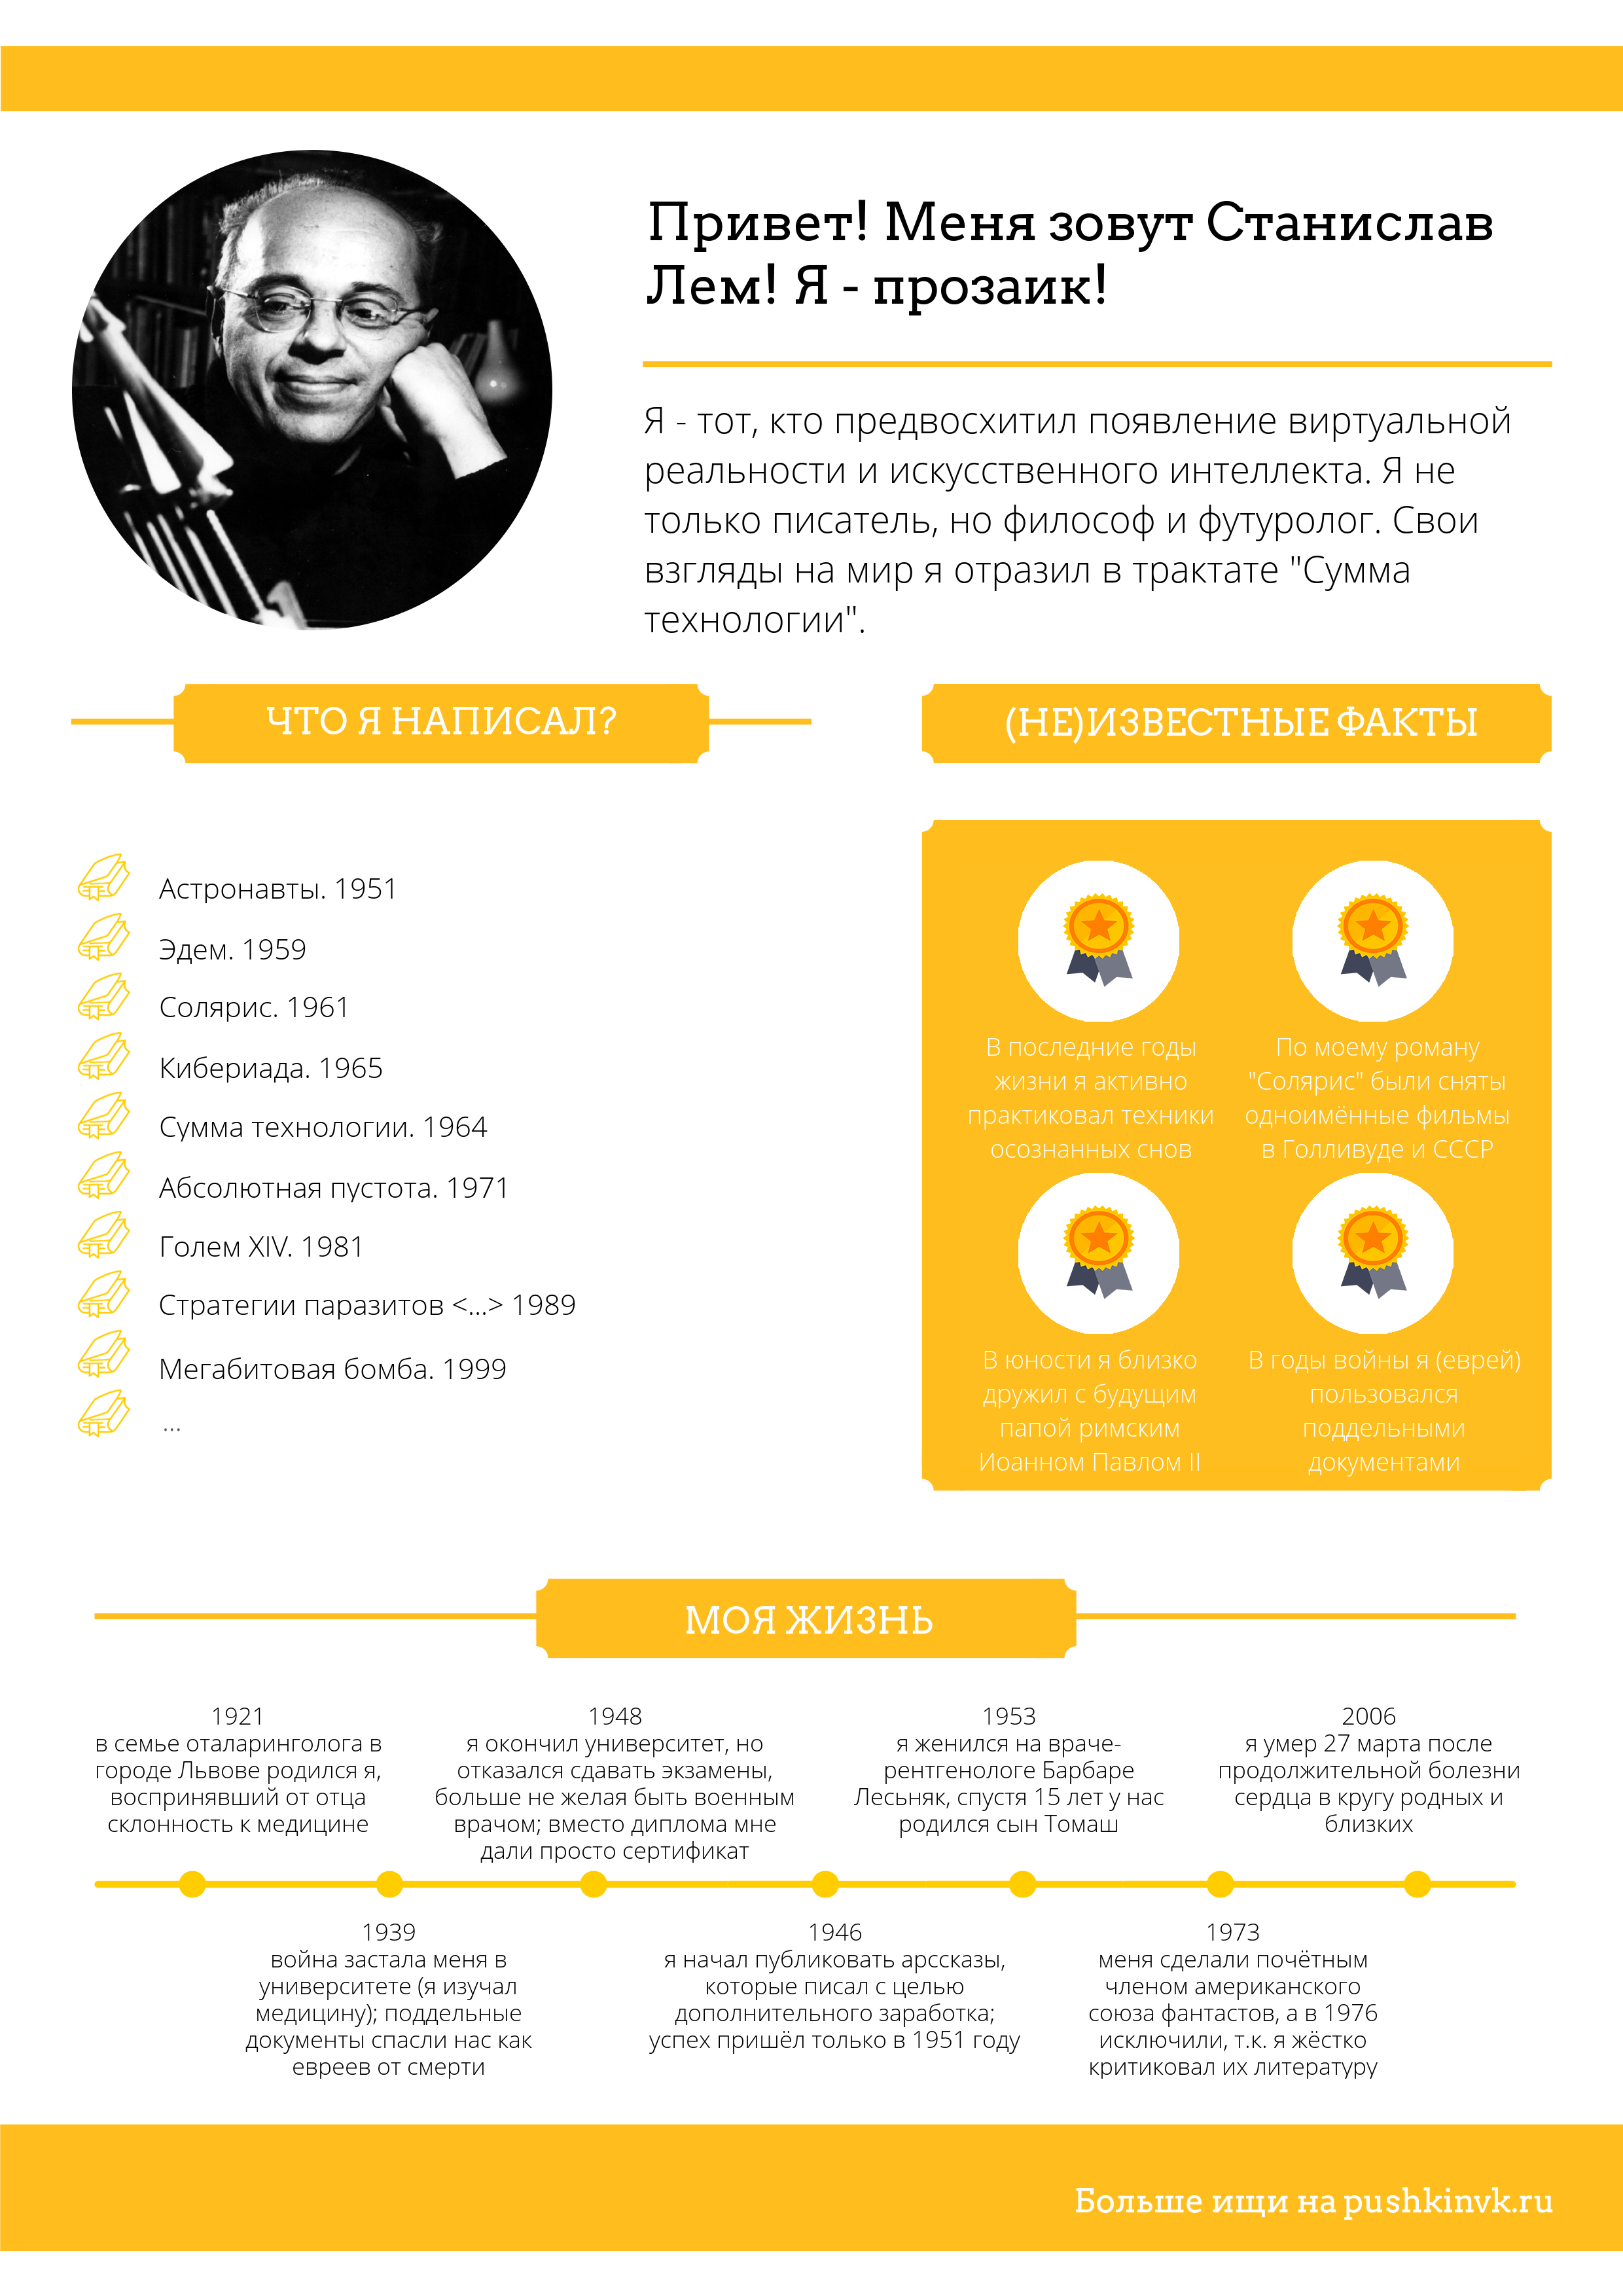 Привет! Меня зовут Станислав
Лем! Я - прозаик!
Я - тот, кто предвосхитил появление виртуальной
реальности и искусственного интеллекта. Я не
только писатель, но философ и футуролог. Свои
взгляды на мир я отразил в трактате "Сумма
технологии".
ЧТО Я НАПИСАЛ?
Астронавты. 1951
Эдем. 1959
Солярис. 1961
Кибериада. 1965
Сумма технологии. 1964
Абсолютная пустота. 1971
Голем XIV. 1981
Стратегии паразитов <...> 1989
Мегабитовая бомба. 1999
...
(НЕ)ИЗВЕСТНЫЕ ФАКТЫ
В последние годы
жизни я активно
практиковал техники
осознанных снов
По моему роману
"Солярис" были сняты
одноимённые фильмы
в Голливуде и СССР
В юности я близко
дружил с будущим
папой римским
Иоанном Павлом II
В годы войны я (еврей)
пользовался
поддельными
документами
МОЯ ЖИЗНЬ
1921
в семье оталаринголога в
городе Львове родился я,
воспринявший от отца
склонность к медицине
1939
война застала меня в
университете (я изучал
медицину); поддельные
документы спасли нас как
евреев от смерти
1948
я окончил университет, но
отказался сдавать экзамены,
больше не желая быть военным
врачом; вместо диплома мне
дали просто сертификат
1946
я начал публиковать арссказы,
которые писал с целью
дополнительного заработка;
успех пришёл только в 1951 году
1953
я женился на враче-
рентгенологе Барбаре
Лесьняк, спустя 15 лет у нас
родился сын Томаш
1973
меня сделали почётным
членом американского
союза фантастов, а в 1976
исключили, т.к. я жёстко
критиковал их литературу
2006
я умер 27 марта после
продолжительной болезни
сердца в кругу родных и
близких
Больше ищи на pushkinvk.ru